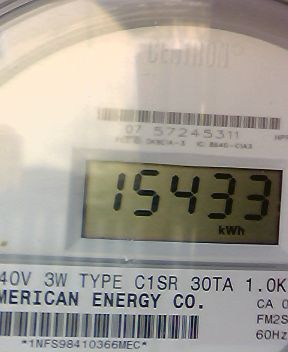 CENTRON®
07 57245311
15433
kWh
40V 3W TYPE C1SR 30TA 1.0K
MERICAN ENERGY CO.
CA 0
FM2S
60Hz
*1NFS98410366MEC*